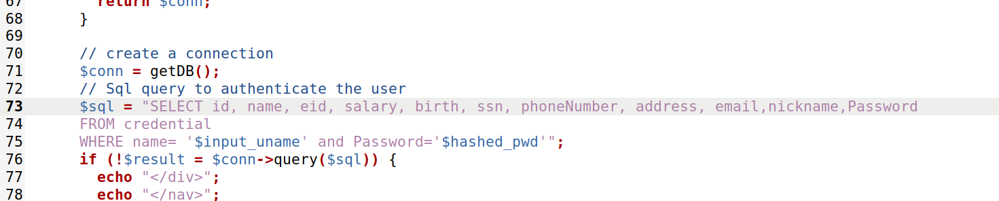 67 return $conn;
68 }
69
70 // create a connection
71 $conn = getDB();
72 // Sql query to authenticate the user
73 $sql = "SELECT id, name, eid, salary, birth, ssn, phoneNumber, address, email,nickname,Password
74 FROM credential
75 WHERE name= '$input_uname' and Password='$hashed_pwd'";
76 if (!$result = $conn->query($sql)) {
77 echo "</div>";
78 echo "</nav>";